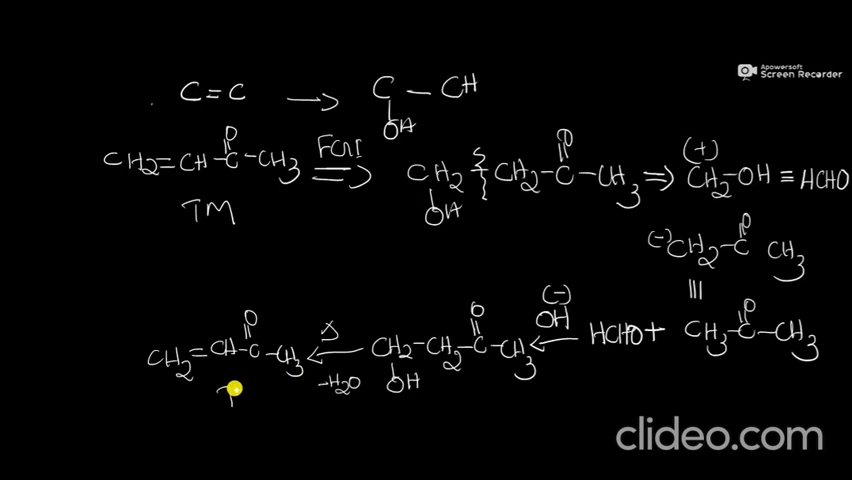 Apowersoft
Screen Recorder
C=C → C — CH
OH
CH2=CH-C-CH3 FGI ⇒ CH2 CH2-C-CH3 ⇒ CH2-OH ≡ HCHO
O O (+)
OH
TM
(-)CH2-C CH3
O
≡
CH3-C-CH3
O
CH2=CH-C-CH3 ← CH2-CH2-C-CH3 ← HCHO+
O Δ O (-)
-H2O OH OH
T
clideo.com